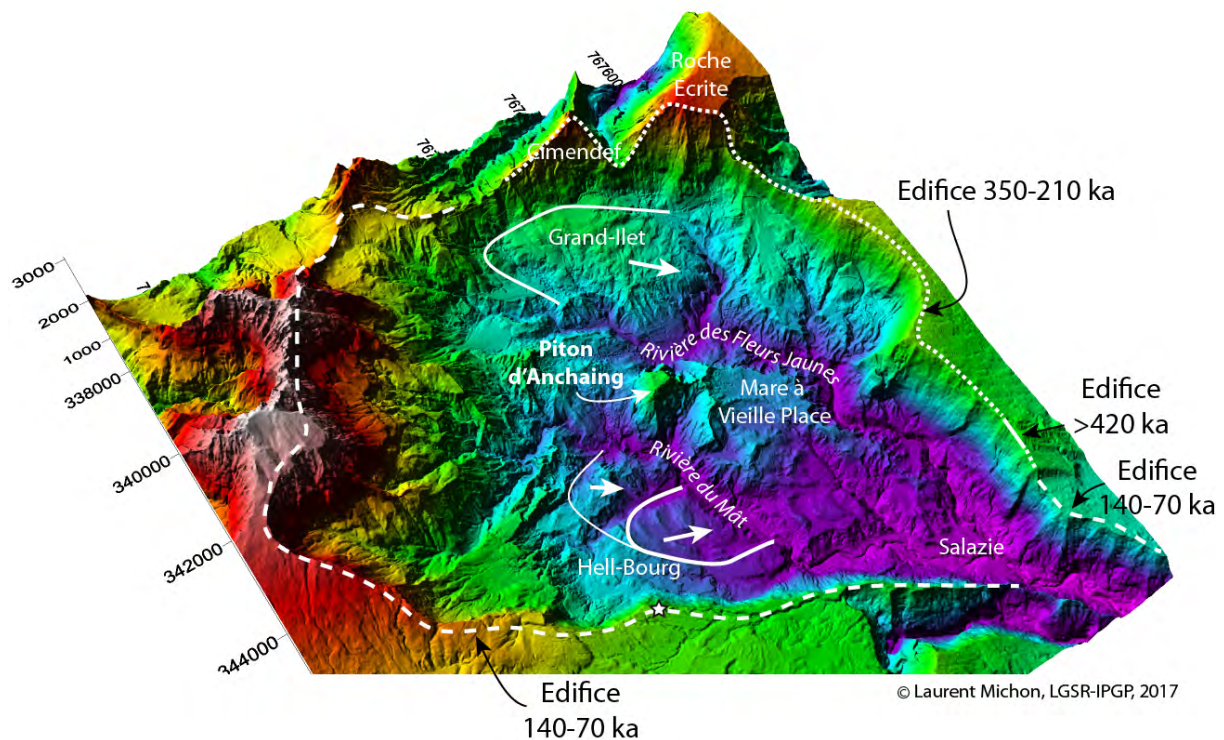 767600
Roche
Ecrite
Cimendef
Edifice 350-210 ka
Grand-Ilet
3000
2000
1000
338000
Rivière des Fleurs Jaunes
Piton
d'Anchaing
Mare à
Vieille Place
Edifice
>420 ka
Edifice
140-70 ka
340000
Rivière du Mât
342000
Hell-Bourg
Salazie
344000
Edifice
140-70 ka
© Laurent Michon, LGSR-IPGP, 2017